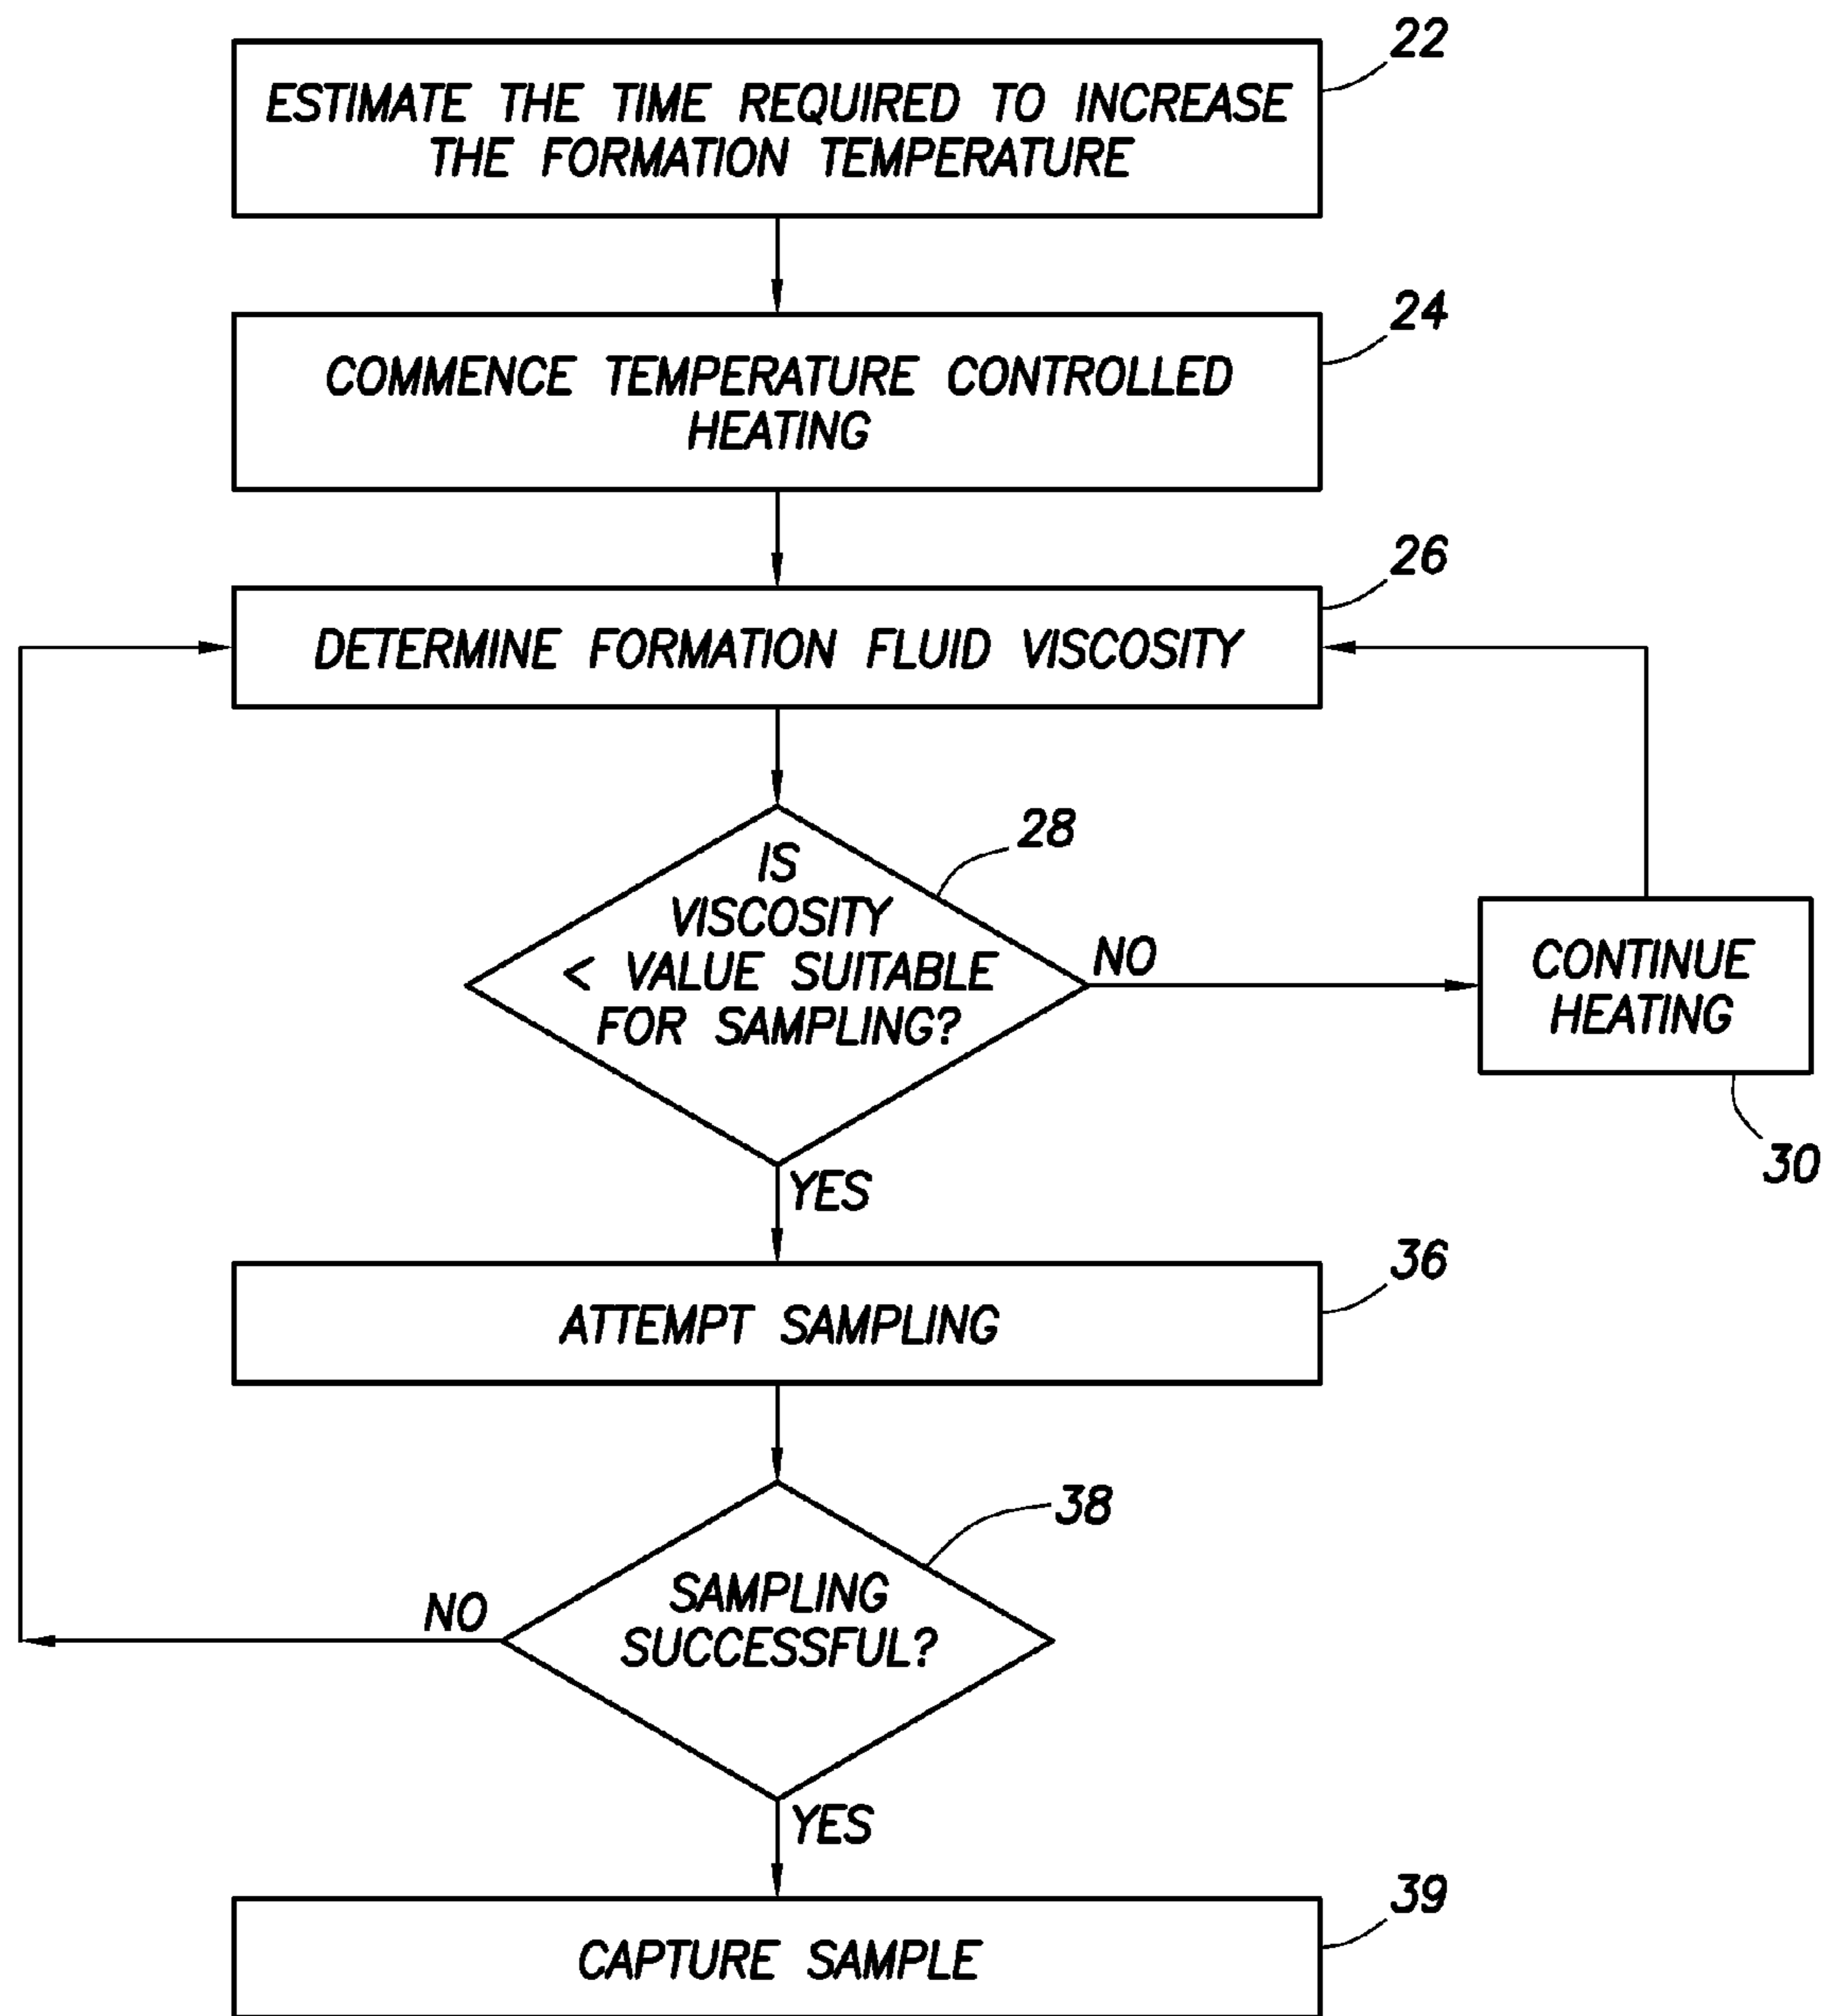 22
ESTIMATE THE TIME REQUIRED TO INCREASE
THE FORMATION TEMPERATURE
24
COMMENCE TEMPERATURE CONTROLLED
HEATING
26
DETERMINE FORMATION FLUID VISCOSITY
28
IS
VISCOSITY
< VALUE SUITABLE
FOR SAMPLING?
NO
CONTINUE
HEATING
30
YES
36
ATTEMPT SAMPLING
38
SAMPLING
SUCCESSFUL?
NO
YES
39
CAPTURE SAMPLE